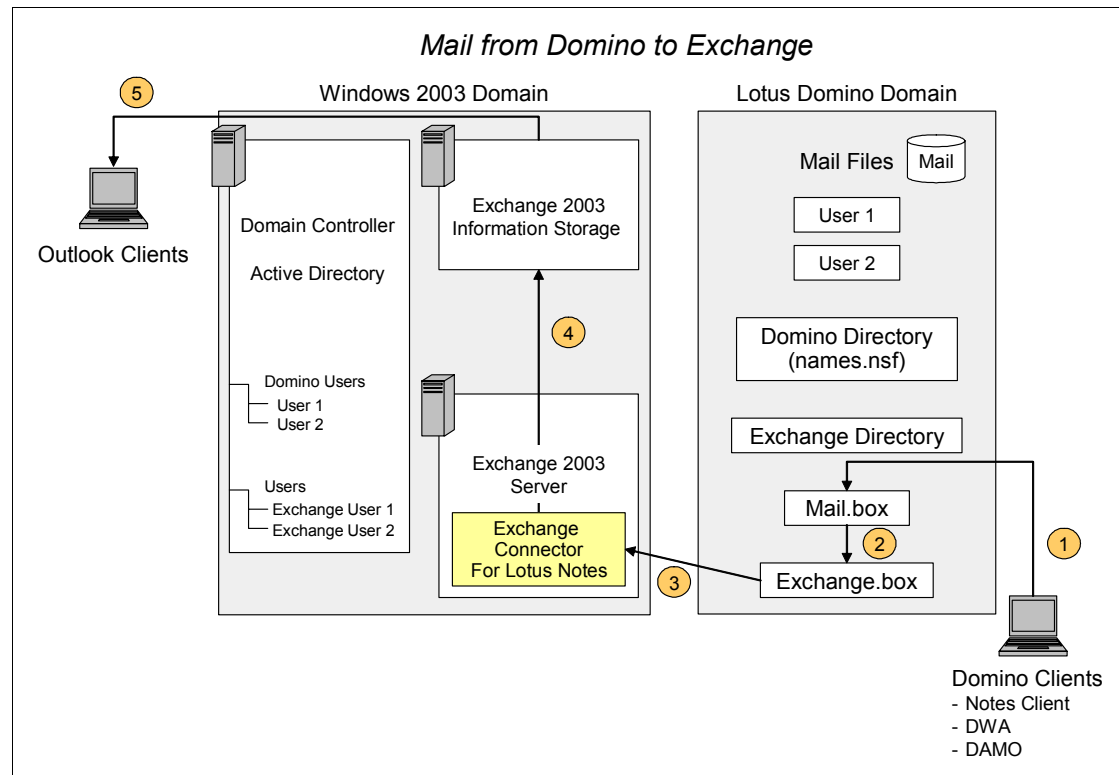 Mail from Domino to Exchange
5
Windows 2003 Domain
Lotus Domino Domain
Outlook Clients
Domain Controller
Active Directory
Domino Users
User 1
User 2
Users
Exchange User 1
Exchange User 2
Exchange 2003
Information Storage
4
Exchange 2003
Server
Exchange
Connector
For Lotus Notes
3
Mail Files
Mail
User 1
User 2
Domino Directory
(names.nsf)
Exchange Directory
Mail.box
2
Exchange.box
1
Domino Clients
- Notes Client
- DWA
- DAMO